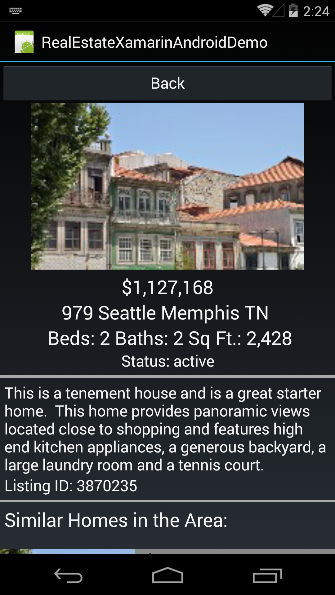 2:24
RealEstateXamarinAndroidDemo
Back
$1,127,168
979 Seattle Memphis TN
Beds: 2 Baths: 2 Sq Ft.: 2,428
Status: active
This is a tenement house and is a great starter
home.  This home provides panoramic views
located close to shopping and features high
end kitchen appliances, a generous backyard, a
large laundry room and a tennis court.
Listing ID: 3870235
Similar Homes in the Area: